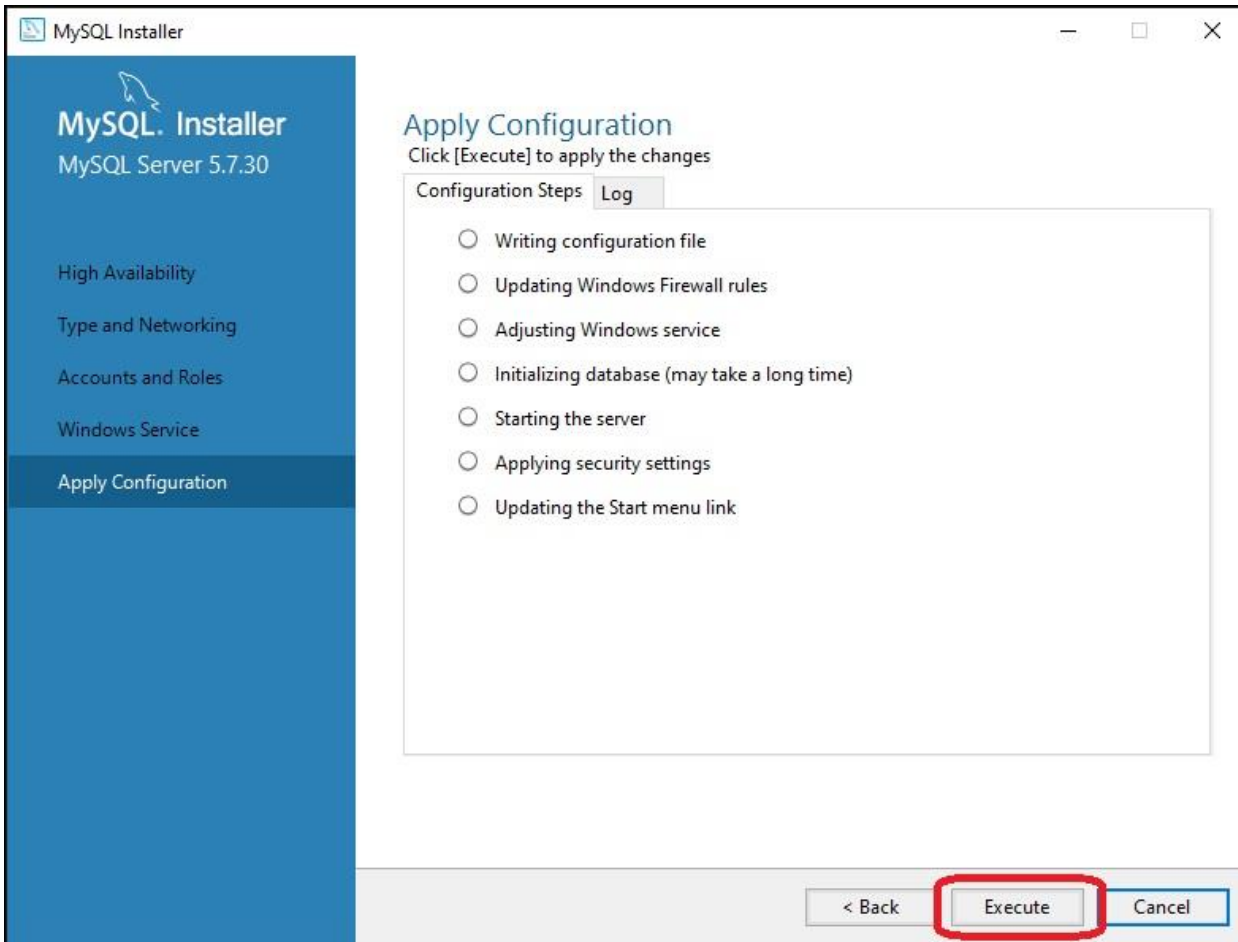 MySQL Installer
MySQL. Installer
MySQL Server 5.7.30
High Availability
Type and Networking
Accounts and Roles
Windows Service
Apply Configuration
Apply Configuration
Click [Execute] to apply the changes
Configuration Steps Log
Writing configuration file
Updating Windows Firewall rules
Adjusting Windows service
Initializing database (may take a long time)
Starting the server
Applying security settings
Updating the Start menu link
< Back Execute Cancel